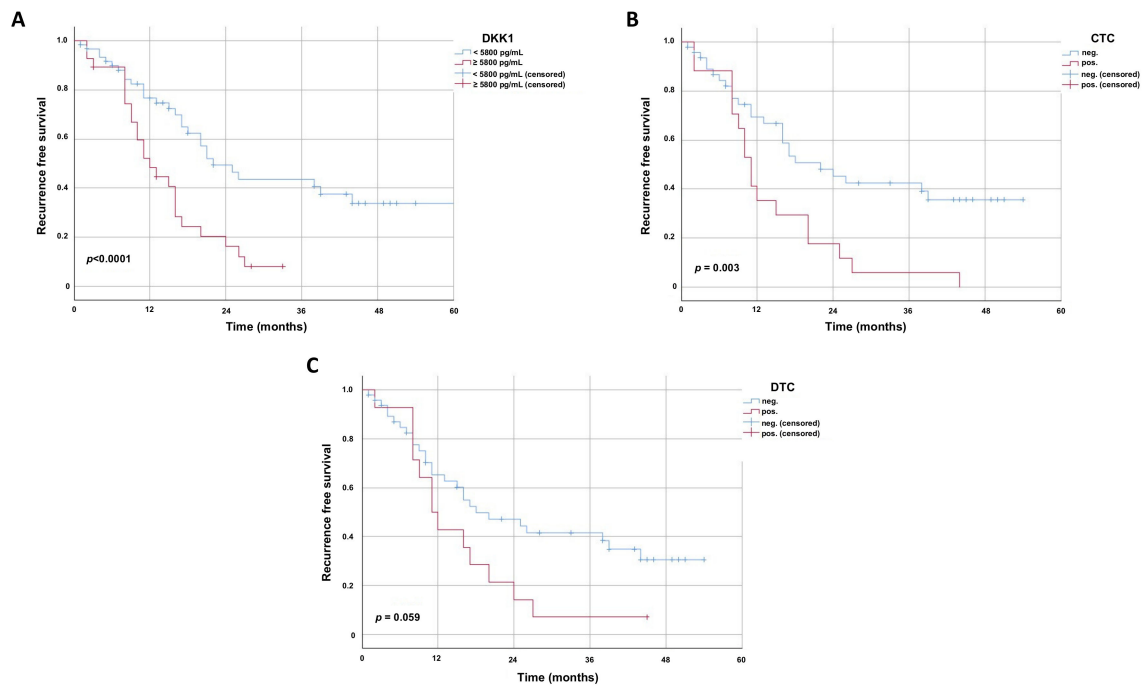 A
DKK1
< 5800 pg/mL
≥ 5800 pg/mL
< 5800 pg/mL (censored)
≥ 5800 pg/mL (censored)
Recurrence free survival
1.0
0.8
0.6
0.4
0.2
0
p<0.0001
0 12 24 36 48 60
Time (months)
B
CTC
neg.
pos.
neg. (censored)
pos. (censored)
Recurrence free survival
1.0
0.8
0.6
0.4
0.2
0
p = 0.003
0 12 24 36 48 60
Time (months)
C
DTC
neg.
pos.
neg. (censored)
pos. (censored)
Recurrence free survival
1.0
0.8
0.6
0.4
0.2
0
p = 0.059
0 12 24 36 48 60
Time (months)